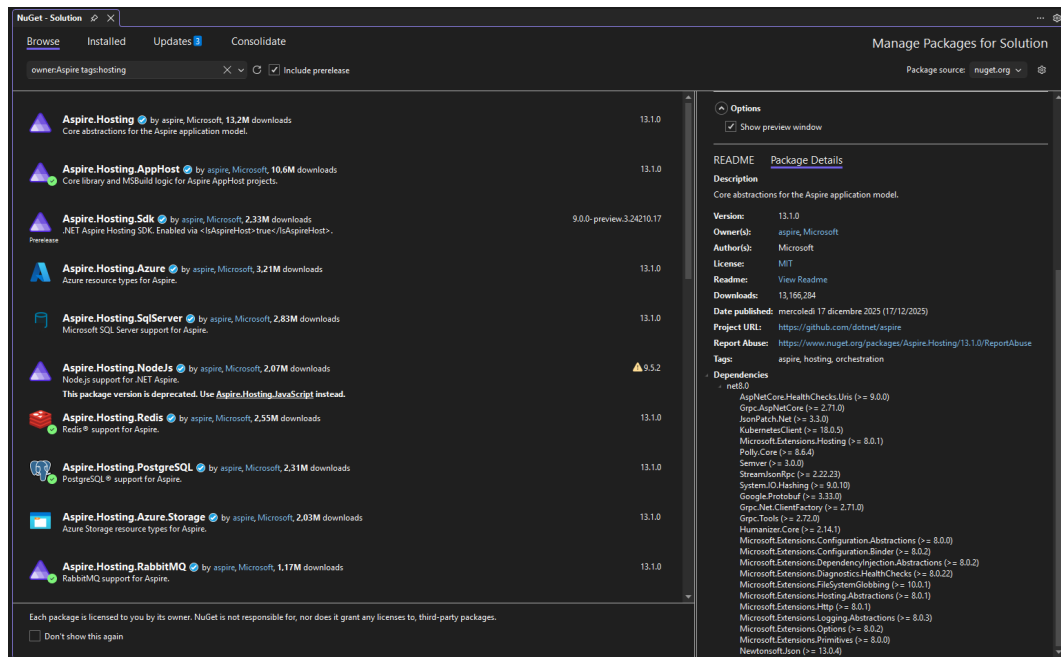 NuGet - Solution
Browse Installed Updates 3 Consolidate
Manage Packages for Solution
owner:Aspire tags:hosting
Include prerelease
Package source: nuget.org
Aspire.Hosting by aspire, Microsoft, 13,2M downloads 13.1.0
Core abstractions for the Aspire application model.
Aspire.Hosting.AppHost by aspire, Microsoft, 10,6M downloads 13.1.0
Core library and MSBuild logic for Aspire AppHost projects.
Aspire.Hosting.Sdk by aspire, Microsoft, 2,33M downloads 9.0.0-preview.3.24210.17
.NET Aspire Hosting SDK. Enabled via <IsAspireHost>true</IsAspireHost>.
Prerelease
Aspire.Hosting.Azure by aspire, Microsoft, 3,21M downloads 13.1.0
Azure resource types for Aspire.
Aspire.Hosting.SqlServer by aspire, Microsoft, 2,83M downloads 13.1.0
Microsoft SQL Server support for Aspire.
Aspire.Hosting.NodeJs by aspire, Microsoft, 2,07M downloads 9.5.2
Node.js support for .NET Aspire.
This package version is deprecated. Use Aspire.Hosting.JavaScript instead.
Aspire.Hosting.Redis by aspire, Microsoft, 2,55M downloads 13.1.0
Redis® support for Aspire.
Aspire.Hosting.PostgreSQL by aspire, Microsoft, 2,31M downloads 13.1.0
PostgreSQL® support for Aspire.
Aspire.Hosting.Azure.Storage by aspire, Microsoft, 2,03M downloads 13.1.0
Azure Storage resource types for Aspire.
Aspire.Hosting.RabbitMQ by aspire, Microsoft, 1,17M downloads 13.1.0
RabbitMQ support for Aspire.
Each package is licensed to you by its owner. NuGet is not responsible for, nor does it grant any licenses to, third-party packages.
Don't show this again
Options
Show preview window
README Package Details
Description
Core abstractions for the Aspire application model.
Version: 13.1.0
Owner(s): aspire, Microsoft
Author(s): Microsoft
License: MIT
Readme: View Readme
Downloads: 13,166,284
Date published: mercoledì 17 dicembre 2025 (17/12/2025)
Project URL: https://github.com/dotnet/aspire
Report Abuse: https://www.nuget.org/packages/Aspire.Hosting/13.1.0/ReportAbuse
Tags: aspire, hosting, orchestration
Dependencies
net8.0
AspNetCore.HealthChecks.Uris (>= 9.0.0)
Grpc.AspNetCore (>= 2.71.0)
JsonPatch.Net (>= 3.3.0)
KubernetesClient (>= 18.0.5)
Microsoft.Extensions.Hosting (>= 8.0.1)
Polly.Core (>= 8.6.4)
Semver (>= 3.0.0)
StreamJsonRpc (>= 2.22.23)
System.IO.Hashing (>= 9.0.10)
Google.Protobuf (>= 3.33.0)
Grpc.Net.ClientFactory (>= 2.71.0)
Grpc.Tools (>= 2.72.0)
Humanizer.Core (>= 2.14.1)
Microsoft.Extensions.Configuration.Abstractions (>= 8.0.0)
Microsoft.Extensions.Configuration.Binder (>= 8.0.2)
Microsoft.Extensions.DependencyInjection.Abstractions (>= 8.0.2)
Microsoft.Extensions.Diagnostics.HealthChecks (>= 8.0.22)
Microsoft.Extensions.FileSystemGlobbing (>= 10.0.1)
Microsoft.Extensions.Hosting.Abstractions (>= 8.0.1)
Microsoft.Extensions.Http (>= 8.0.1)
Microsoft.Extensions.Logging.Abstractions (>= 8.0.3)
Microsoft.Extensions.Options (>= 8.0.2)
Microsoft.Extensions.Primitives (>= 8.0.0)
Newtonsoft.Json (>= 13.0.4)